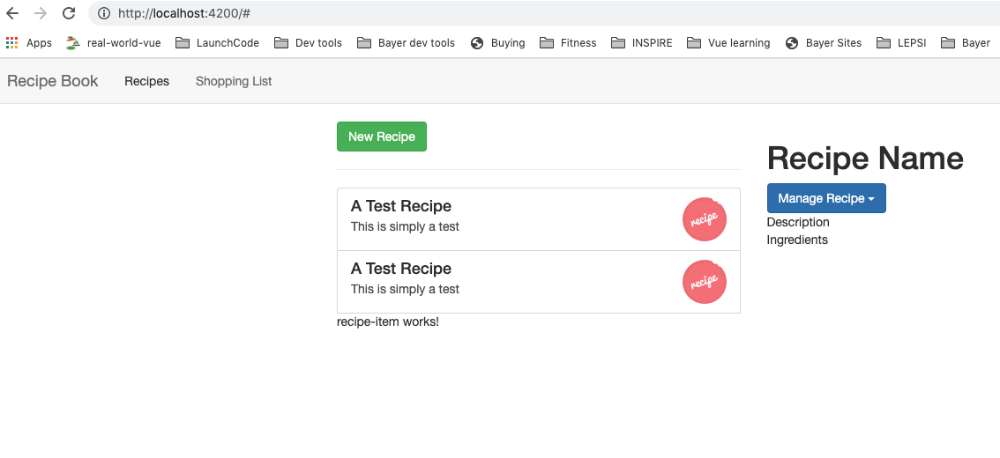 http://localhost:4200/#
Apps real-world-vue LaunchCode Dev tools Bayer dev tools Buying Fitness INSPIRE Vue learning Bayer Sites LEPSI Bayer
Recipe Book Recipes Shopping List
New Recipe
A Test Recipe
This is simply a test
recipe
A Test Recipe
This is simply a test
recipe
recipe-item works!
Recipe Name
Manage Recipe
Description
Ingredients